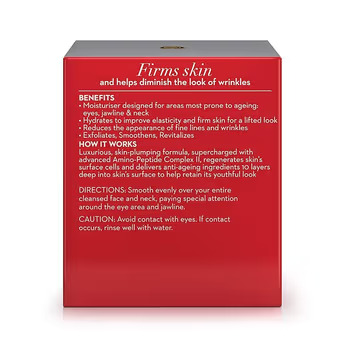 Firms skin
and helps diminish the look of wrinkles
BENEFITS
• Moisturiser designed for areas most prone to ageing:
eyes, jawline & neck
• Hydrates to improve elasticity and firm skin for a lifted look
• Reduces the appearance of fine lines and wrinkles
• Exfoliates, Smoothes, Revitalizes
HOW IT WORKS
Luxurious, skin-plumping formula, supercharged with
advanced Amino-Peptide Complex II, regenerates skin's
surface cells and delivers anti-ageing ingredients 10 layers
deep into skin's surface to help retain its youthful look
DIRECTIONS: Smooth evenly over your entire
cleansed face and neck, paying special attention
around the eye area and jawline.
CAUTION: Avoid contact with eyes. If contact
occurs, rinse well with water.